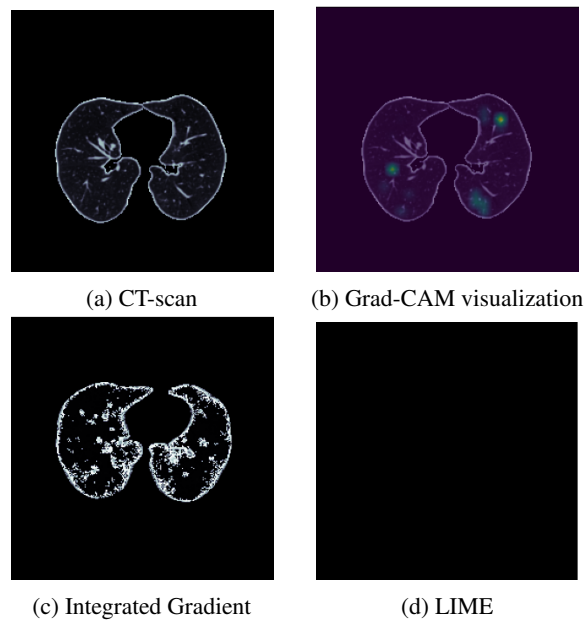 (a) CT-scan
(b) Grad-CAM visualization
(c) Integrated Gradient
(d) LIME